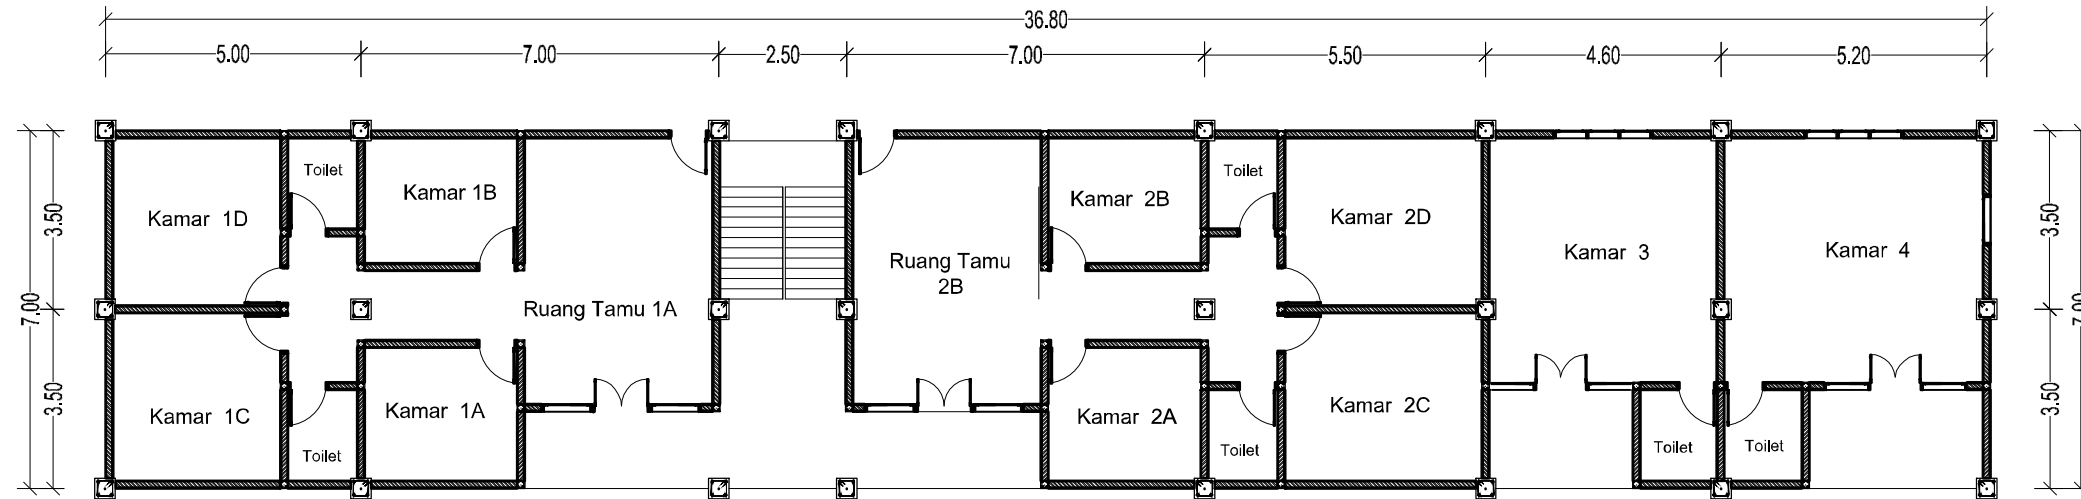 36.80
5.00 7.00 2.50 7.00 5.50 4.60 5.20
Toilet Toilet
Kamar 1B Kamar 2B
Kamar 1D Kamar 2D
3.50 3.50
Kamar 3 Kamar 4
Ruang Tamu
2B
Ruang Tamu 1A
7.00 7.00
3.50 3.50
Kamar 1C Kamar 1A Kamar 2A Kamar 2C
Toilet Toilet Toilet Toilet